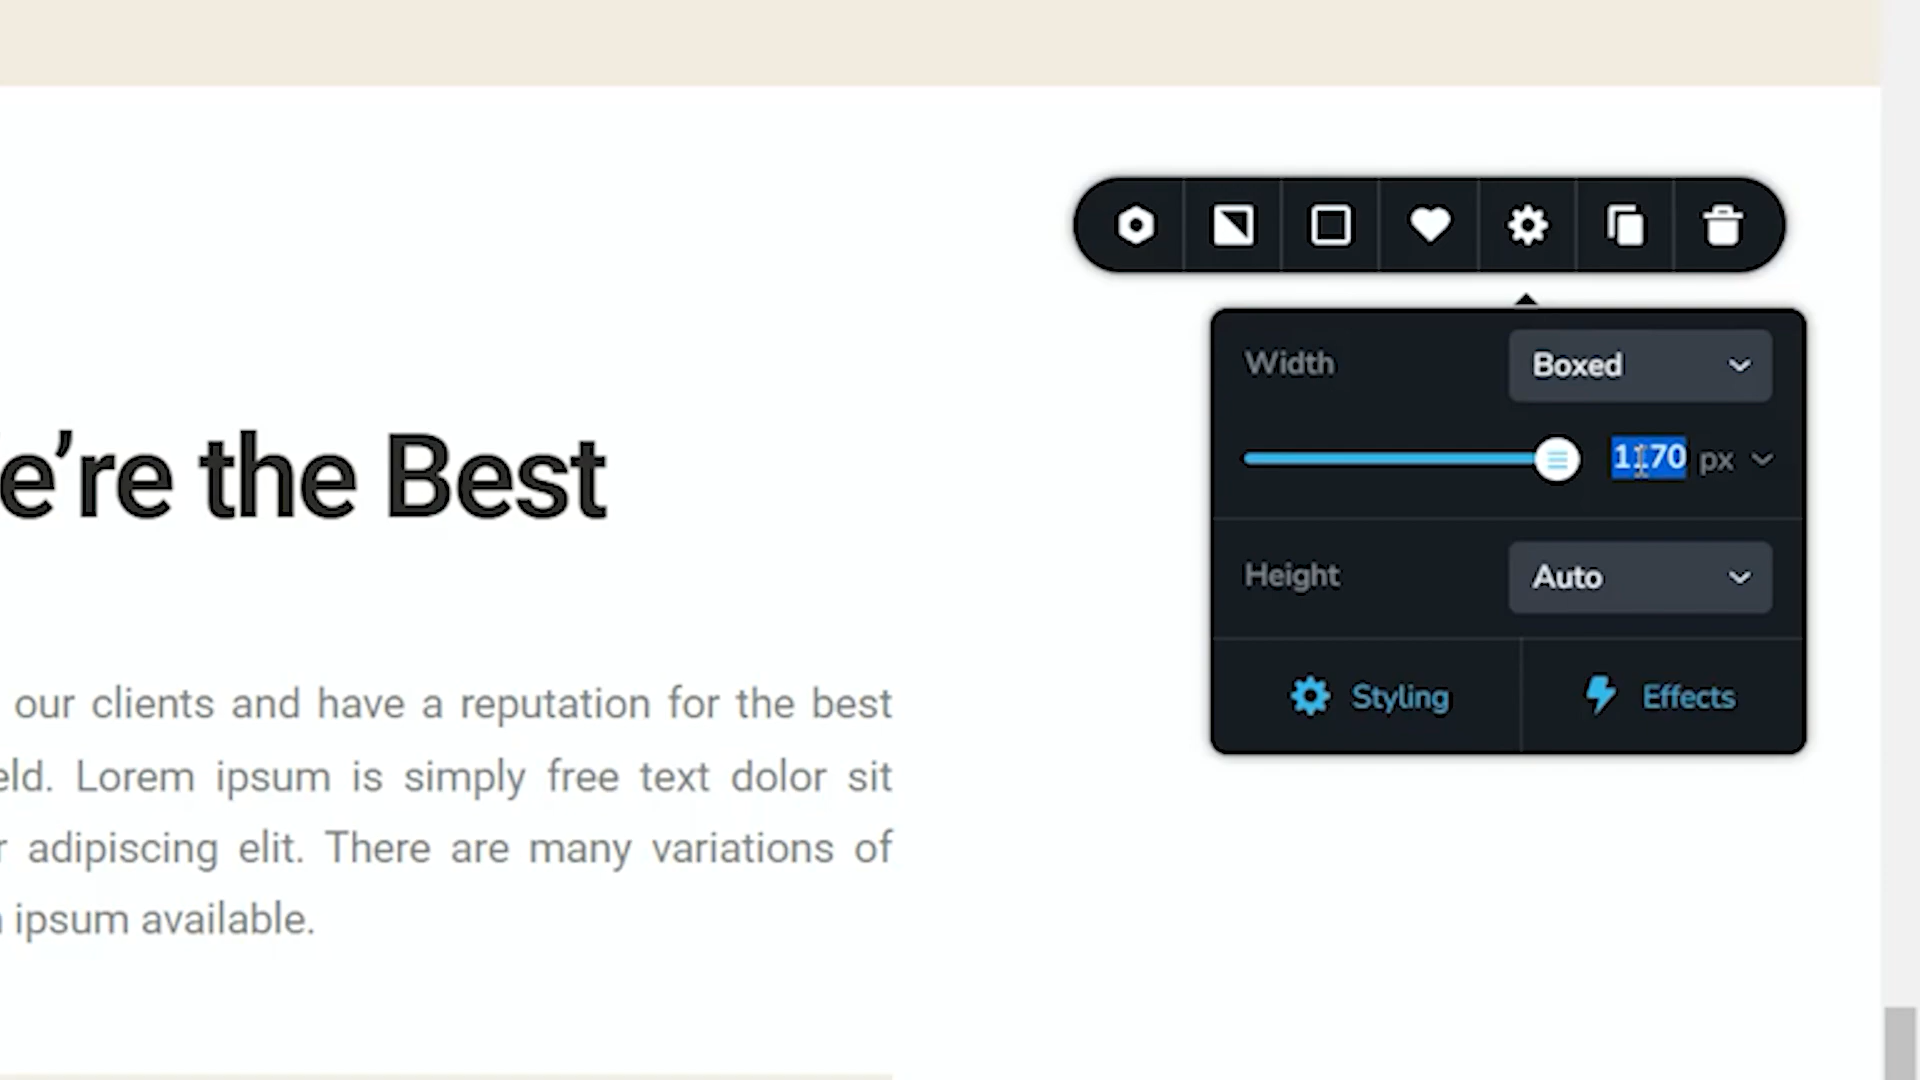 Width
Boxed
1170 px
e’re the Best
Height
Auto
Styling
Effects
our clients and have a reputation for the best
eld. Lorem ipsum is simply free text dolor sit
r adipiscing elit. There are many variations of
ipsum available.